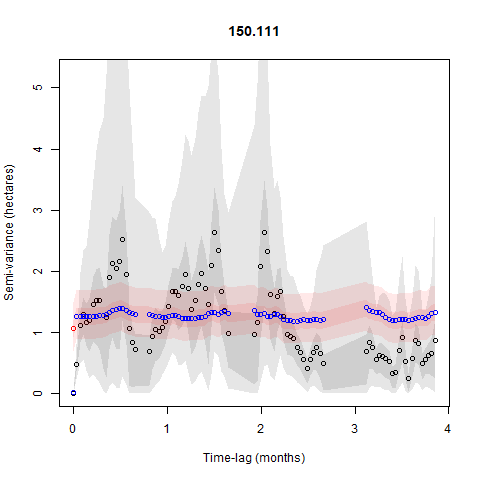 150.111
Semi-variance (hectares)
5
4
3
2
1
0
0 1 2 3 4
Time-lag (months)